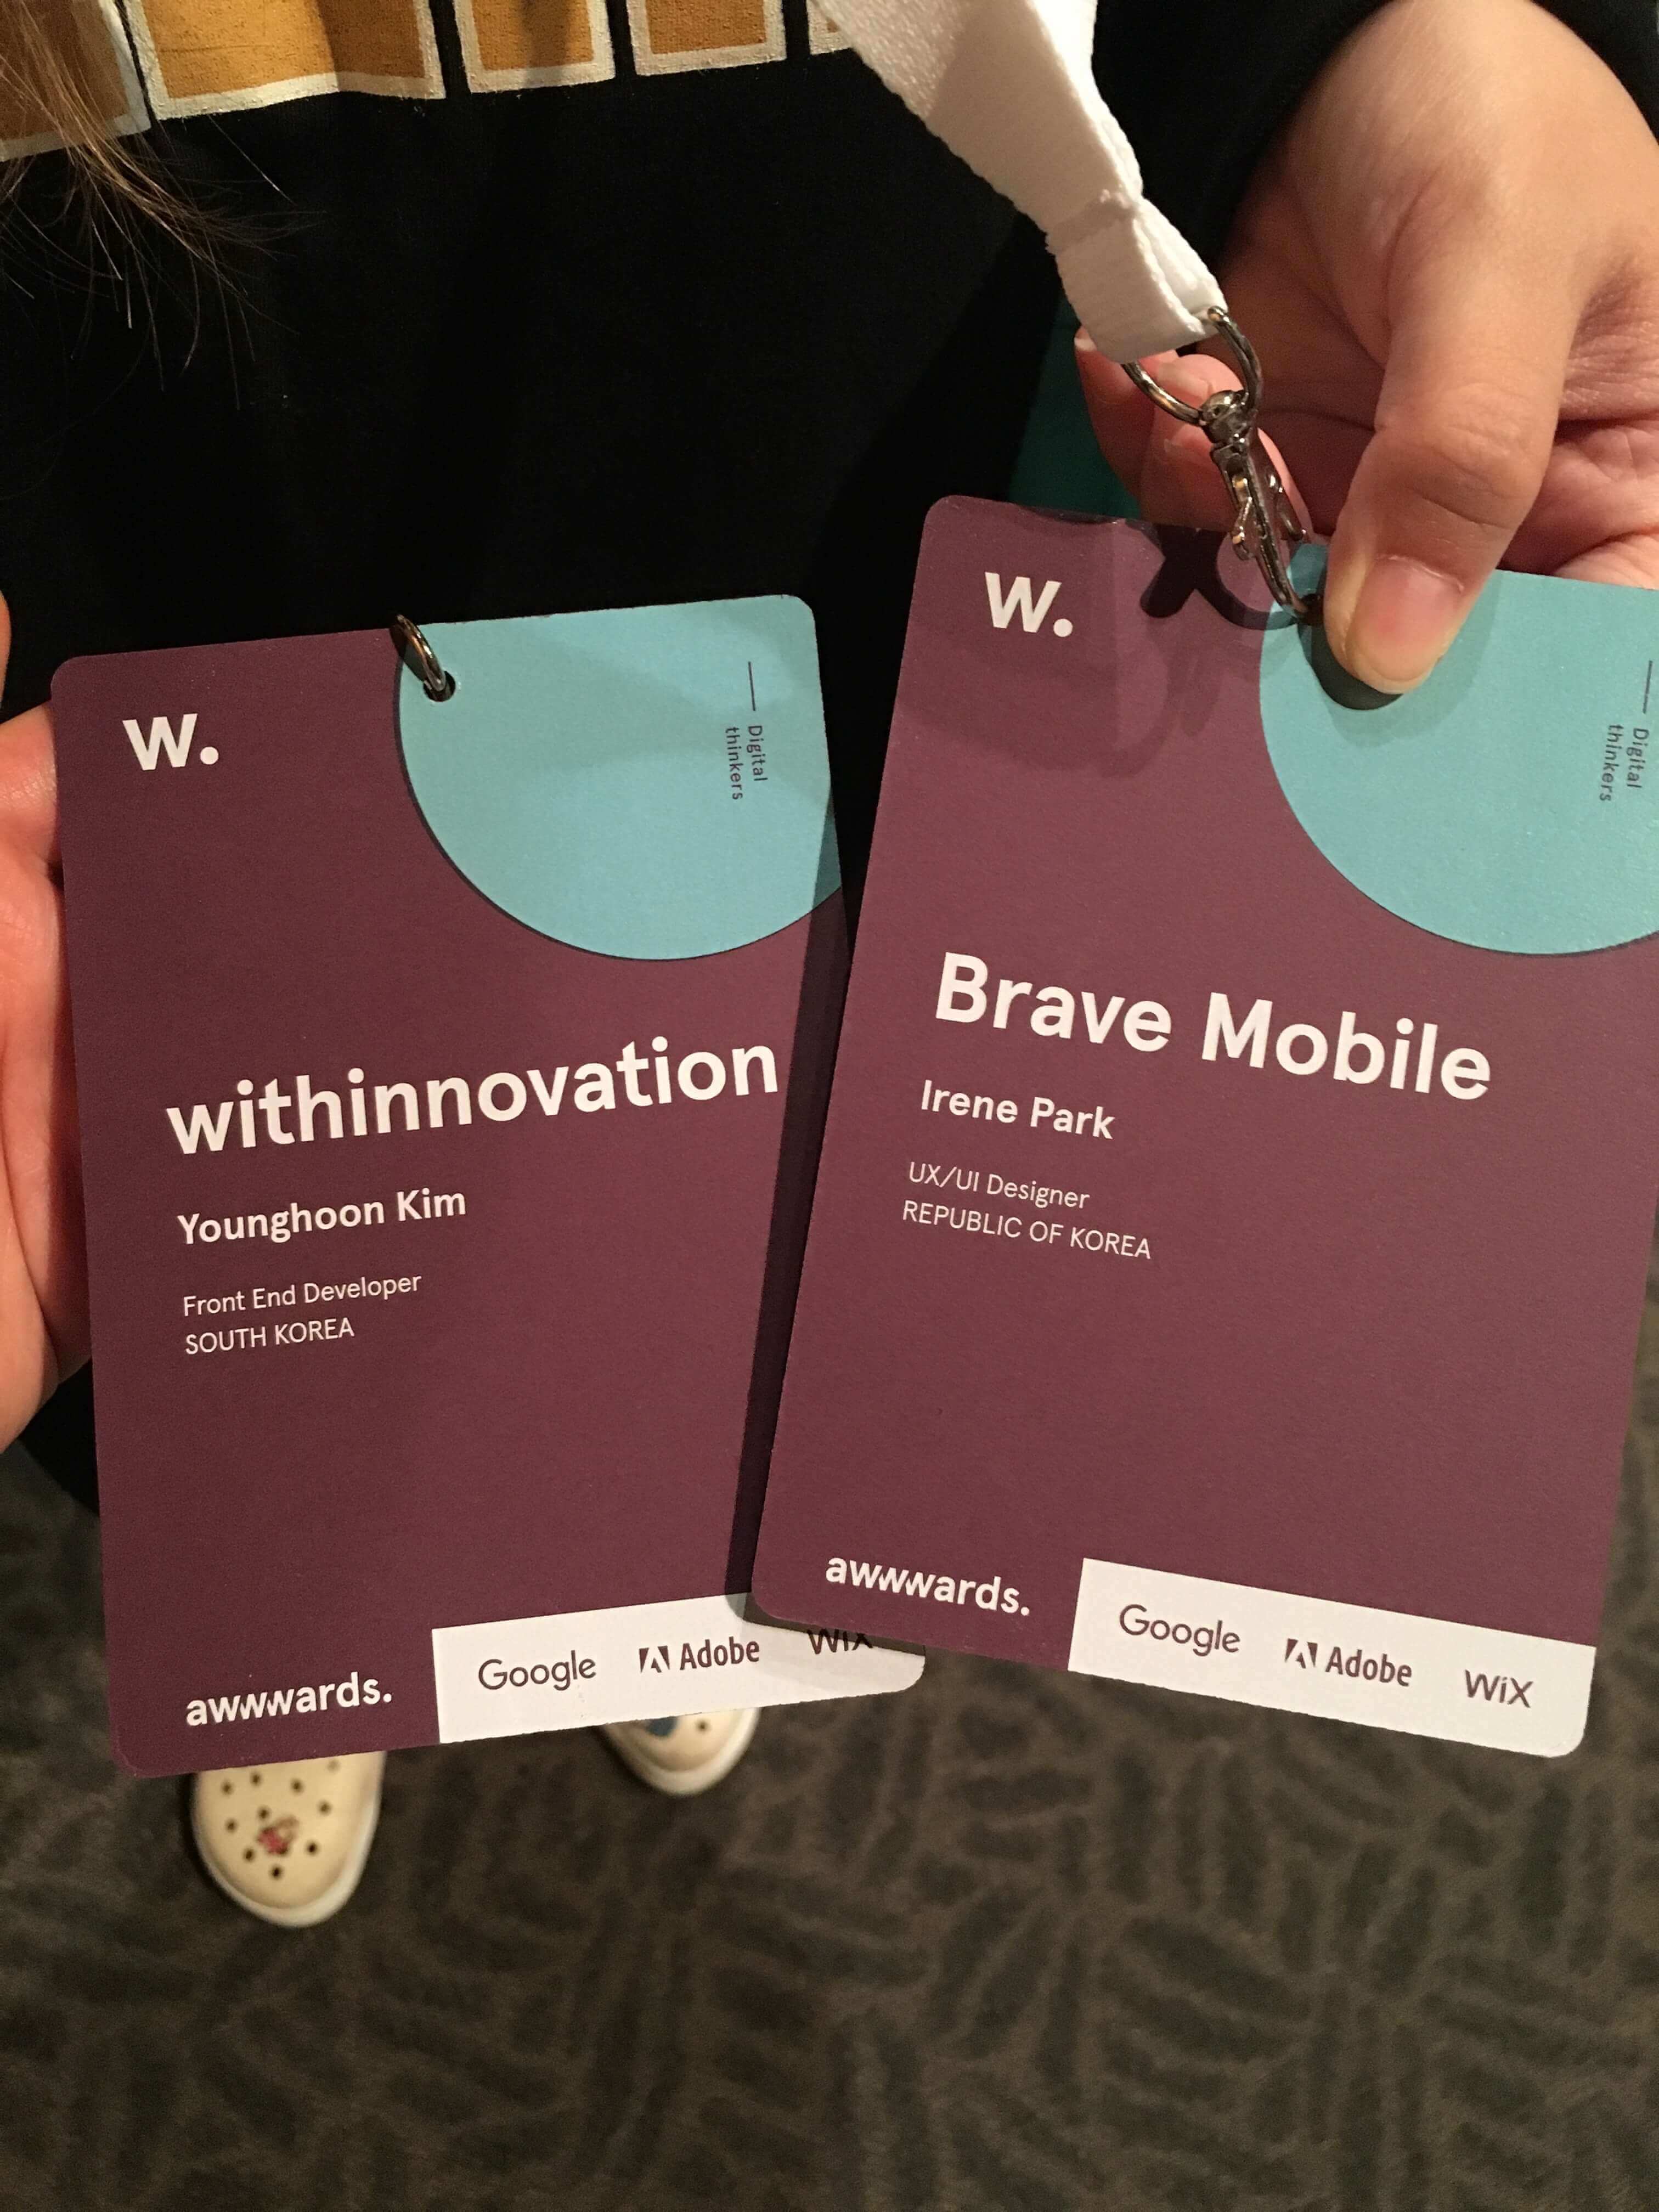 w.
Digital
thinkers
withinnovation
Younghoon Kim
Front End Developer
SOUTH KOREA
awwwards.
Google
Adobe
WiX
w.
Digital
thinkers
Brave Mobile
Irene Park
UX/UI Designer
REPUBLIC OF KOREA
awwwards.
Google
Adobe
WiX